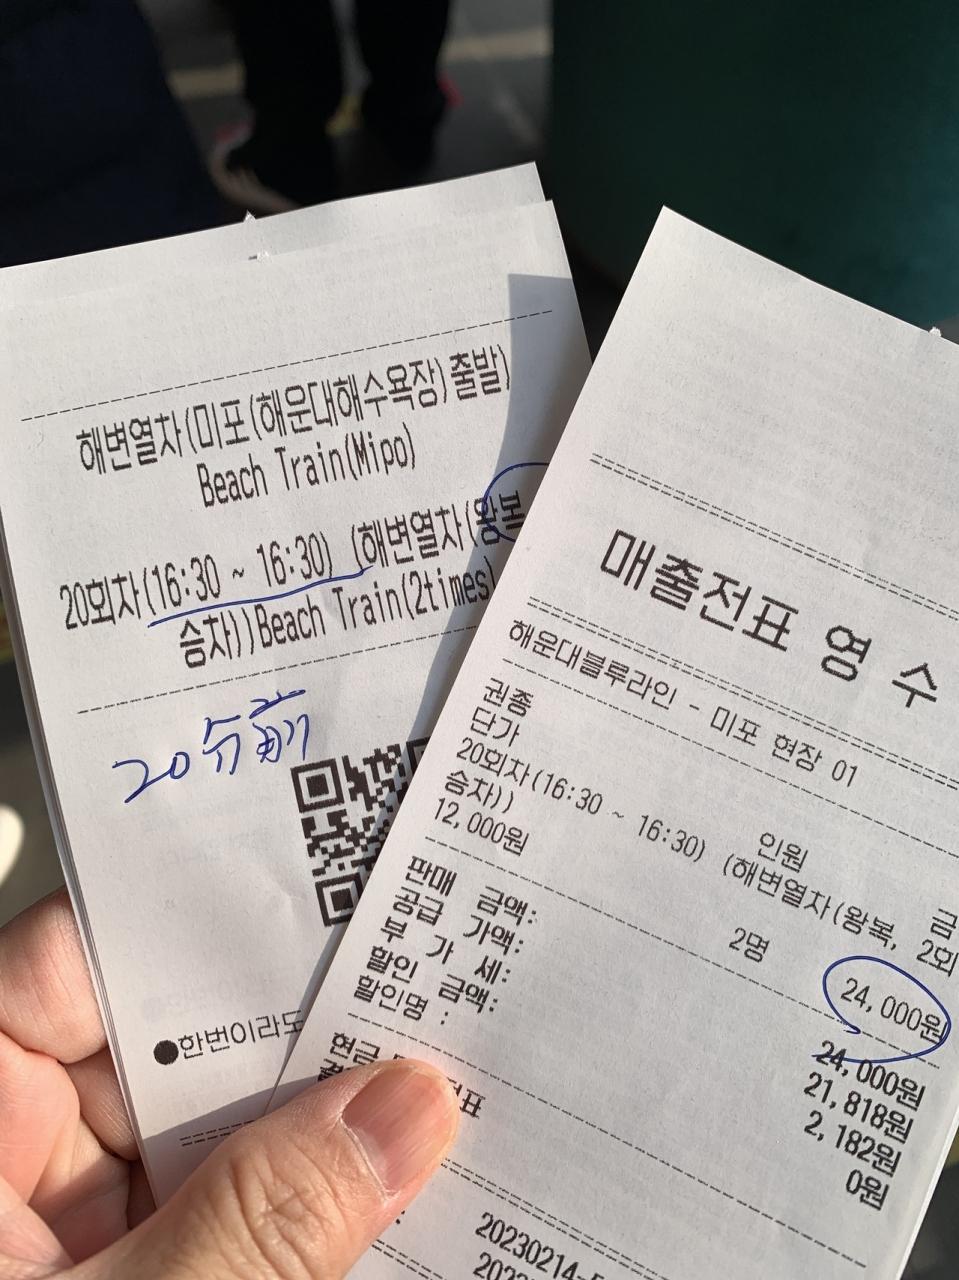 해변열차(미포(해운대해수욕장) 출발)
Beach Train(Mipo)
20회차(16:30 ~ 16:30) (해변열차(왕복
승차))Beach Train(2times)
20分前
●한번이라도
매출전표 영 수
해운대블루라인 - 미포 현장 01
권종
단가 인원 금
20회차(16:30 ~ 16:30) (해변열차(왕복, 2회
승차))
12,000원 2명 24,000원
판매 금액: 24,000원
공급 가액: 21,818원
부 가 세: 2,182원
할인 금액: 0원
할인명 :
현금
20230214-